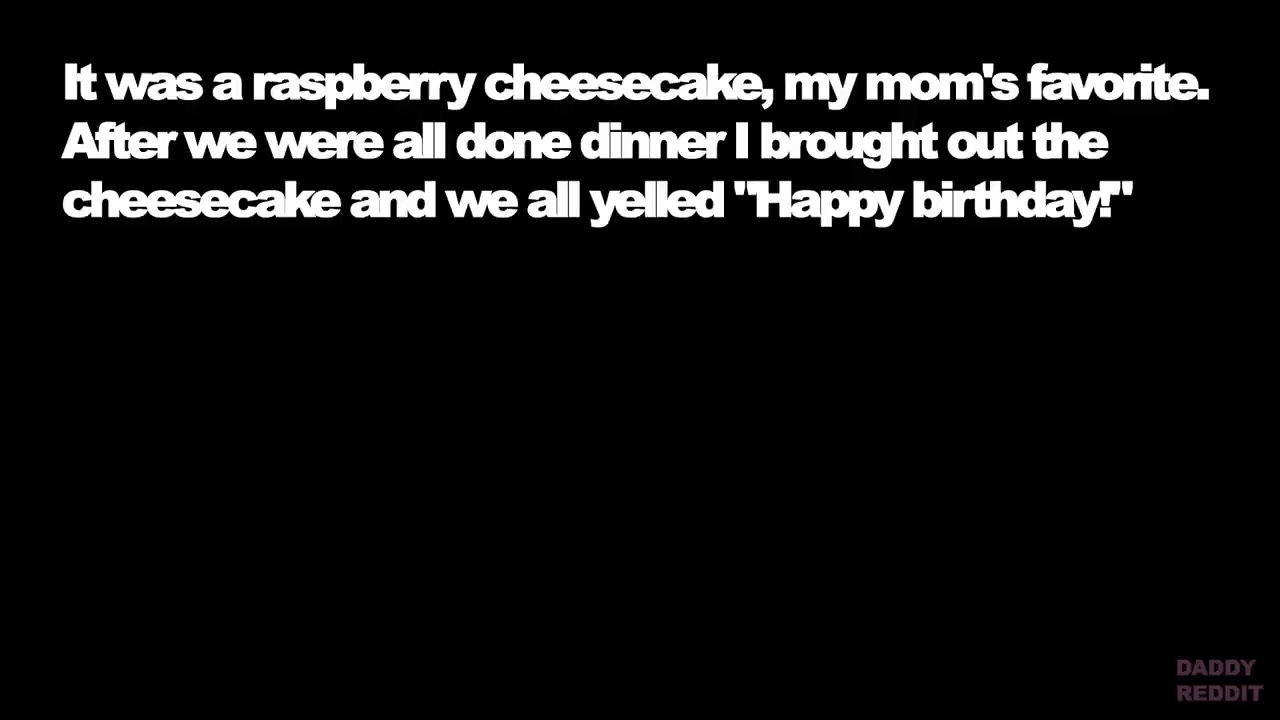 It was a raspberry cheesecake, my mom's favorite.
After we were all done dinner I brought out the
cheesecake and we all yelled "Happy birthday!"
DADDY
REDDIT